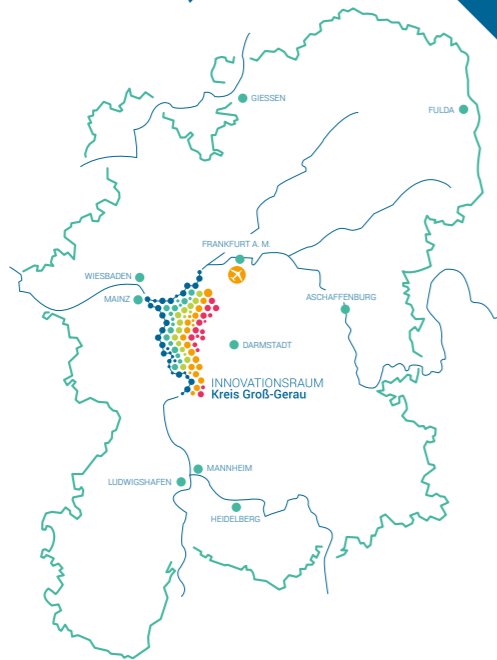 GIESSEN
FULDA
FRANKFURT A. M.
WIESBADEN
MAINZ
ASCHAFFENBURG
DARMSTADT
INNOVATIONSRAUM
Kreis Groß-Gerau
MANNHEIM
LUDWIGSHAFEN
HEIDELBERG